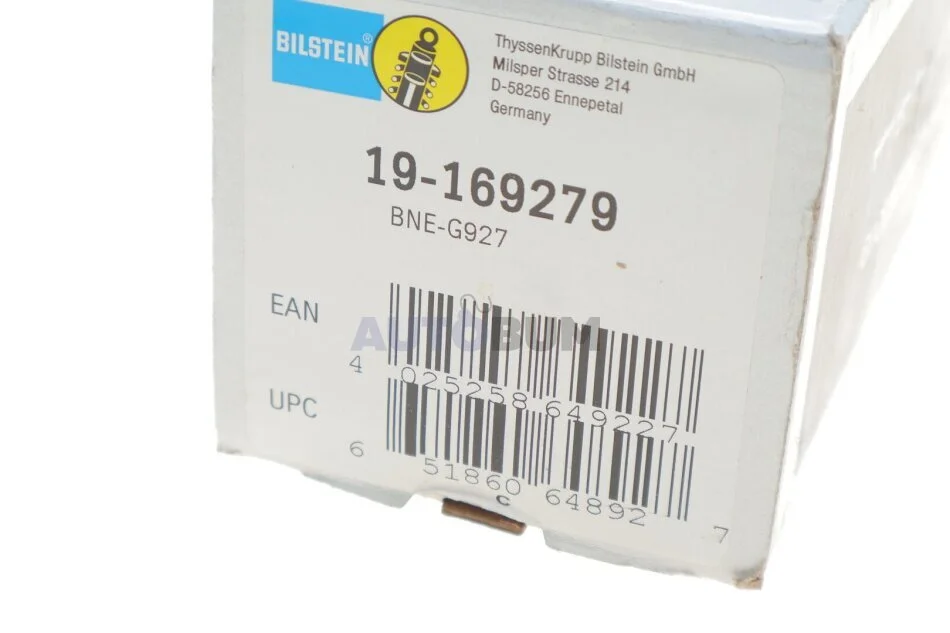 BILSTEIN®
ThyssenKrupp Bilstein GmbH
Milsper Strasse 214
D-58256 Ennepetal
Germany
19-169279
BNE-G927
EAN
AUTOBUM
4 025258 649227
UPC
6 51860 64892 7
C